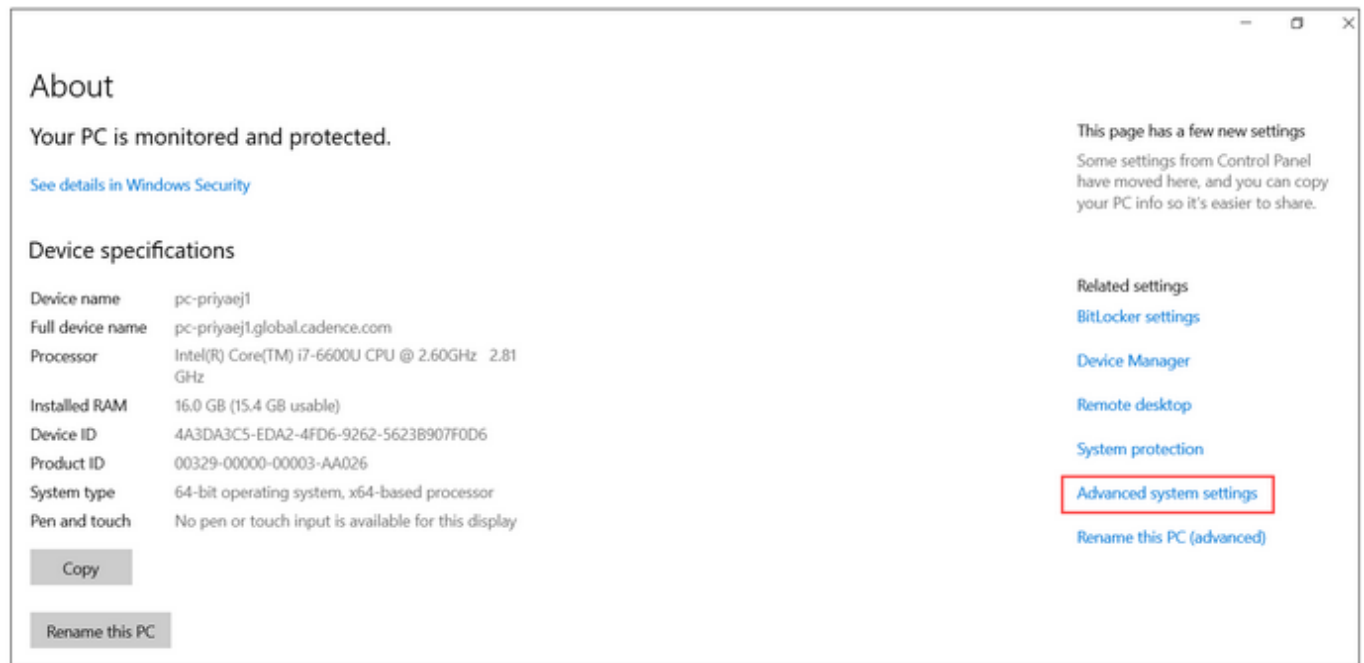 About
Your PC is monitored and protected.
See details in Windows Security
Device specifications
Device name pc-priyaej1
Full device name pc-priyaej1.global.cadence.com
Processor Intel(R) Core(TM) i7-6600U CPU @ 2.60GHz 2.81
GHz
Installed RAM 16.0 GB (15.4 GB usable)
Device ID 4A3DA3C5-EDA2-4FD6-9262-5623B907F0D6
Product ID 00329-00000-00003-AA026
System type 64-bit operating system, x64-based processor
Pen and touch No pen or touch input is available for this display
Copy
Rename this PC
This page has a few new settings
Some settings from Control Panel
have moved here, and you can copy
your PC info so it's easier to share.
Related settings
BitLocker settings
Device Manager
Remote desktop
System protection
Advanced system settings
Rename this PC (advanced)